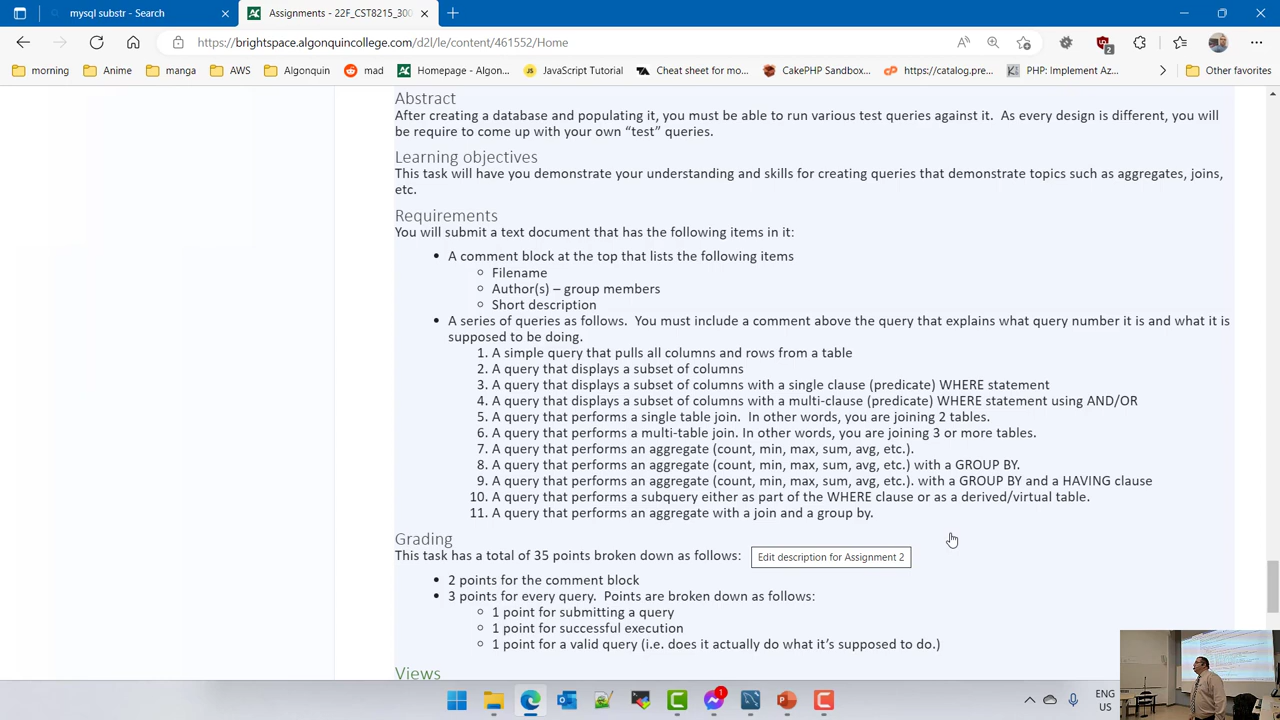 mysql substr - Search
Assignments - 22F_CST8215_300
https://brightspace.algonquincollege.com/d2l/le/content/461552/Home
morning
Anime
manga
AWS
Algonquin
mad
Homepage - Algon...
JavaScript Tutorial
Cheat sheet for mo...
CakePHP Sandbox...
https://catalog.pre...
PHP: Implement Az...
Other favorites
Abstract
After creating a database and populating it, you must be able to run various test queries against it. As every design is different, you will
be require to come up with your own “test” queries.
Learning objectives
This task will have you demonstrate your understanding and skills for creating queries that demonstrate topics such as aggregates, joins,
etc.
Requirements
You will submit a text document that has the following items in it:
• A comment block at the top that lists the following items
○ Filename
○ Author(s) – group members
○ Short description
• A series of queries as follows. You must include a comment above the query that explains what query number it is and what it is
supposed to be doing.
1. A simple query that pulls all columns and rows from a table
2. A query that displays a subset of columns
3. A query that displays a subset of columns with a single clause (predicate) WHERE statement
4. A query that displays a subset of columns with a multi-clause (predicate) WHERE statement using AND/OR
5. A query that performs a single table join. In other words, you are joining 2 tables.
6. A query that performs a multi-table join. In other words, you are joining 3 or more tables.
7. A query that performs an aggregate (count, min, max, sum, avg, etc.).
8. A query that performs an aggregate (count, min, max, sum, avg, etc.) with a GROUP BY.
9. A query that performs an aggregate (count, min, max, sum, avg, etc.). with a GROUP BY and a HAVING clause
10. A query that performs a subquery either as part of the WHERE clause or as a derived/virtual table.
11. A query that performs an aggregate with a join and a group by.
Grading
This task has a total of 35 points broken down as follows:
Edit description for Assignment 2
• 2 points for the comment block
• 3 points for every query. Points are broken down as follows:
○ 1 point for submitting a query
○ 1 point for successful execution
○ 1 point for a valid query (i.e. does it actually do what it’s supposed to do.)
Views
ENG
US